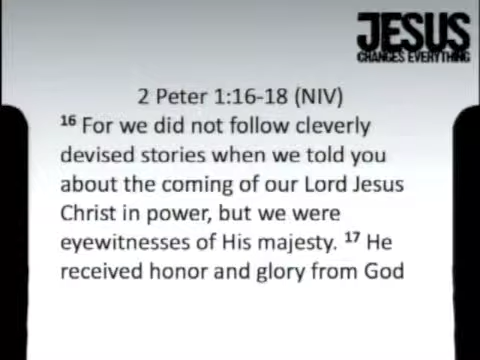 JESUS
CHANGES EVERYTHING
2 Peter 1:16-18 (NIV)
16 For we did not follow cleverly
devised stories when we told you
about the coming of our Lord Jesus
Christ in power, but we were
eyewitnesses of His majesty. 17 He
received honor and glory from God